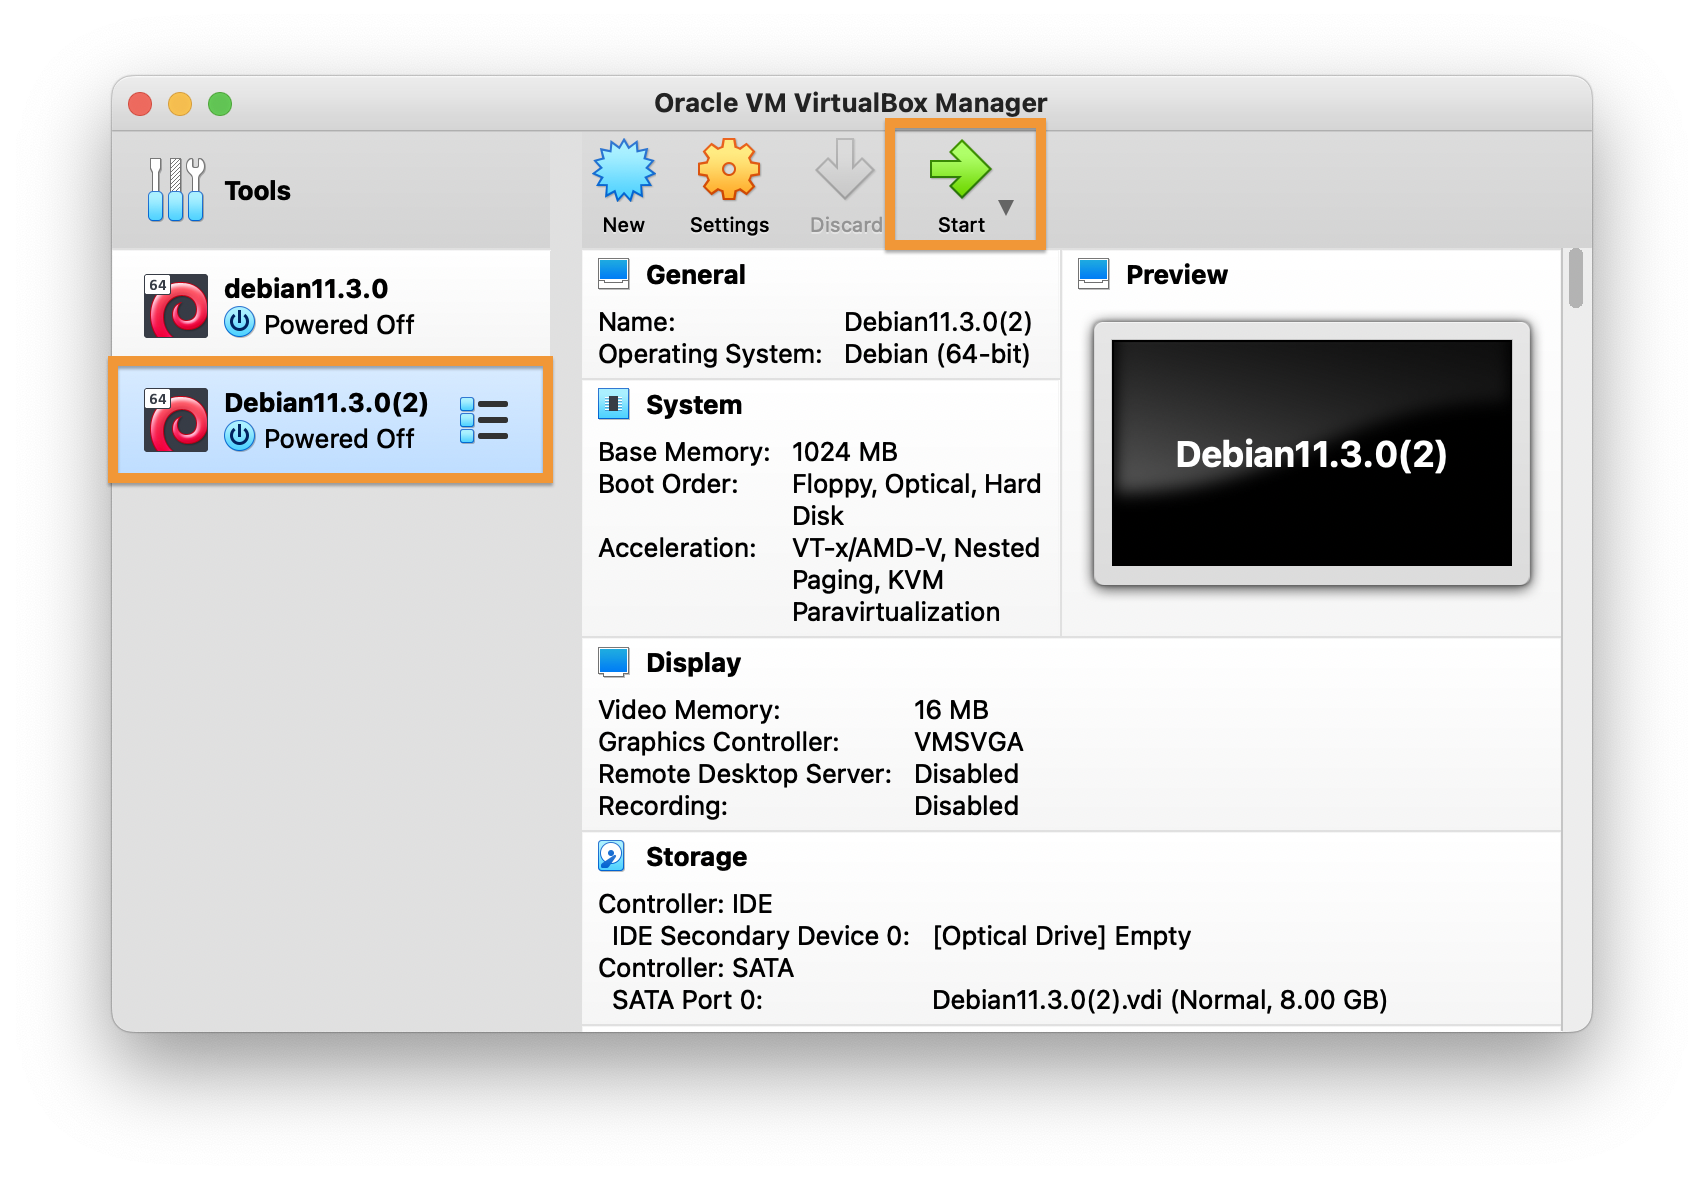 Oracle VM VirtualBox Manager
Tools
New
Settings
Discard
Start
64
debian11.3.0
Powered Off
64
Debian11.3.0(2)
Powered Off
General
Name: Debian11.3.0(2)
Operating System: Debian (64-bit)
System
Base Memory: 1024 MB
Boot Order: Floppy, Optical, Hard
Disk
Acceleration: VT-x/AMD-V, Nested
Paging, KVM
Paravirtualization
Preview
Debian11.3.0(2)
Display
Video Memory: 16 MB
Graphics Controller: VMSVGA
Remote Desktop Server: Disabled
Recording: Disabled
Storage
Controller: IDE
IDE Secondary Device 0: [Optical Drive] Empty
Controller: SATA
SATA Port 0: Debian11.3.0(2).vdi (Normal, 8.00 GB)